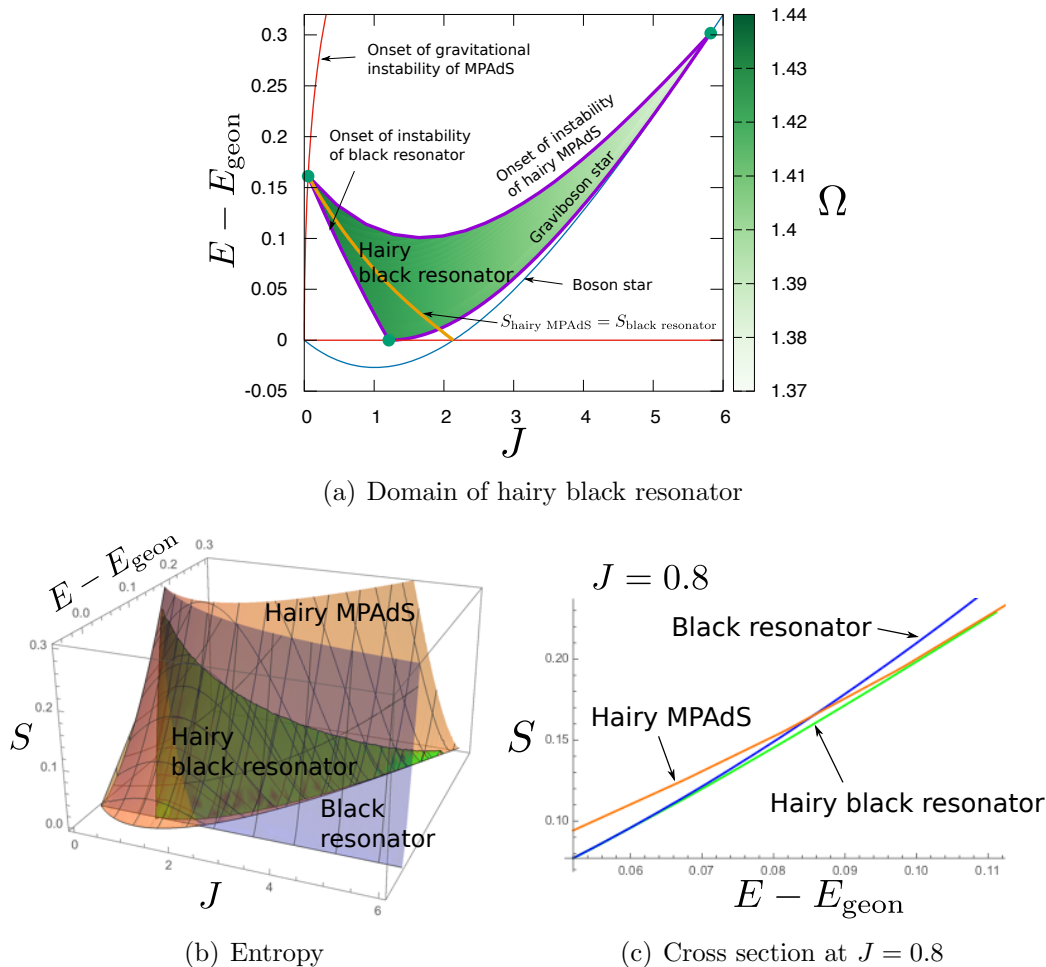 0.3
0.25
0.2
0.15
0.1
0.05
0
-0.05
0 1 2 3 4 5 6
E − E_geon
J
Onset of gravitational
instability of MPAdS
Onset of instability
of black resonator
Onset of instability
of hairy MPAdS
Graviboson star
Hairy
black resonator
Boson star
S_hairy MPAdS = S_black resonator
1.44
1.43
1.42
1.41
1.4
1.39
1.38
1.37
Ω
(a) Domain of hairy black resonator
E − E_geon
0.3
0.2
0.1
0.0
0.3
0.2
0.1
0.0
S
Hairy MPAdS
Hairy
black resonator
Black
resonator
0
2
4
6
J
(b) Entropy
J = 0.8
Black resonator
Hairy MPAdS
Hairy black resonator
S
0.20
0.15
0.10
0.06 0.07 0.08 0.09 0.10 0.11
E − E_geon
(c) Cross section at J = 0.8